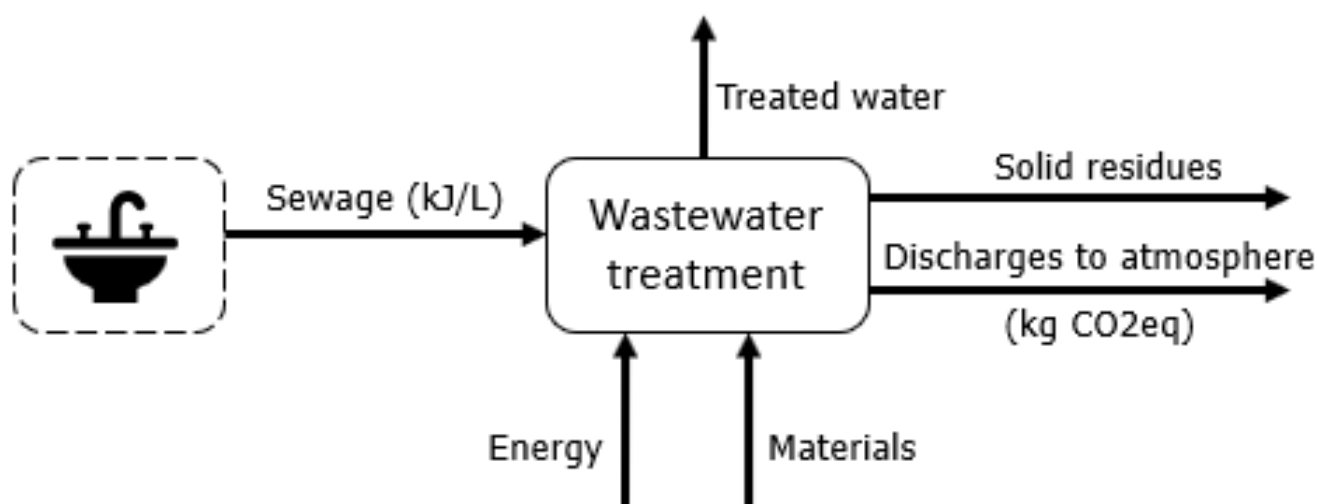 Treated water
Solid residues
Sewage (kJ/L)
Wastewater
treatment
Discharges to atmosphere
(kg CO2eq)
Energy
Materials